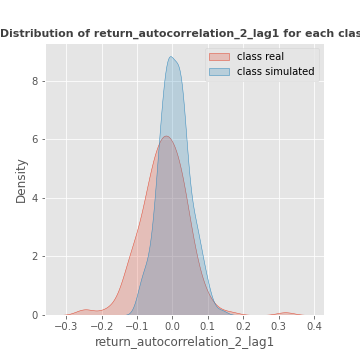 Distribution of return_autocorrelation_2_lag1 for each clas
class real
class simulated
8
6
4
2
0
Density
−0.3 −0.2 −0.1 0.0 0.1 0.2 0.3 0.4
return_autocorrelation_2_lag1